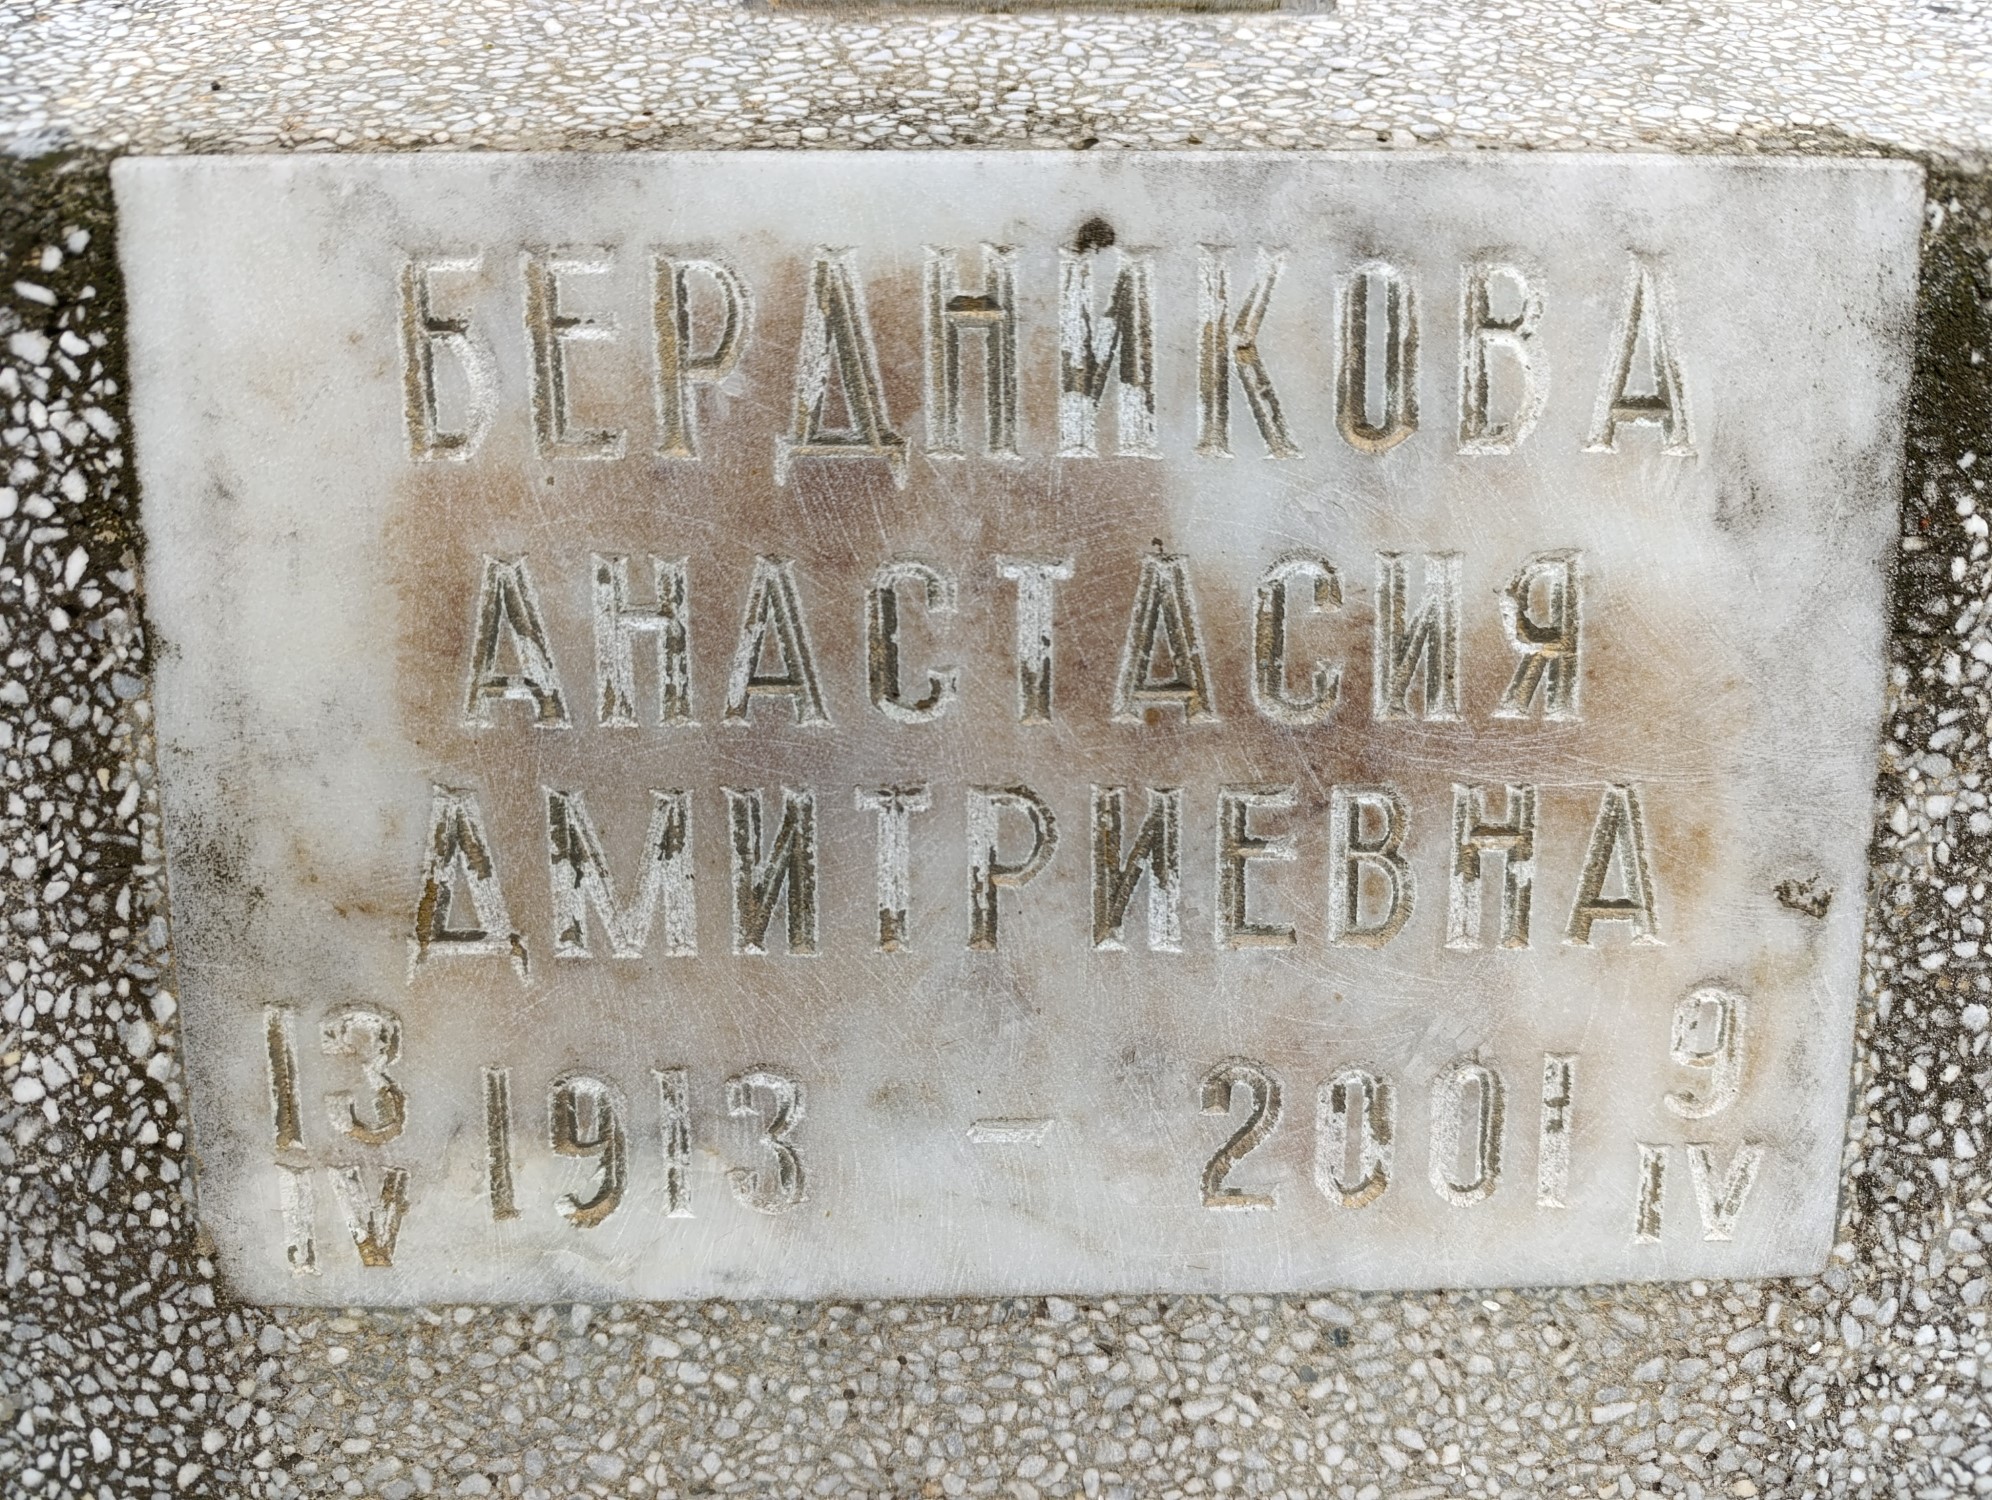 БЕРДНИКОВА
АНАСТАСИЯ
ДМИТРИЕВНА
13 9
1913 – 2001
IV IV